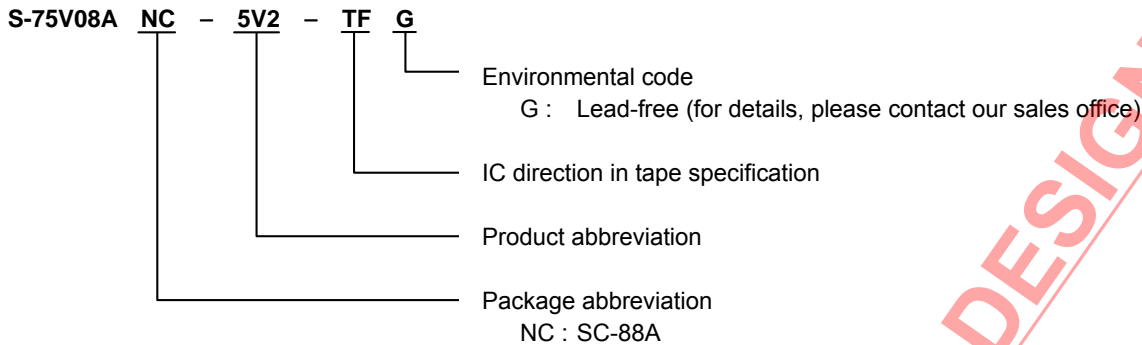 S-75V08A NC – 5V2 – TF G
Environmental code
G : Lead-free (for details, please contact our sales office)
IC direction in tape specification
Product abbreviation
Package abbreviation
NC : SC-88A
DESIGN